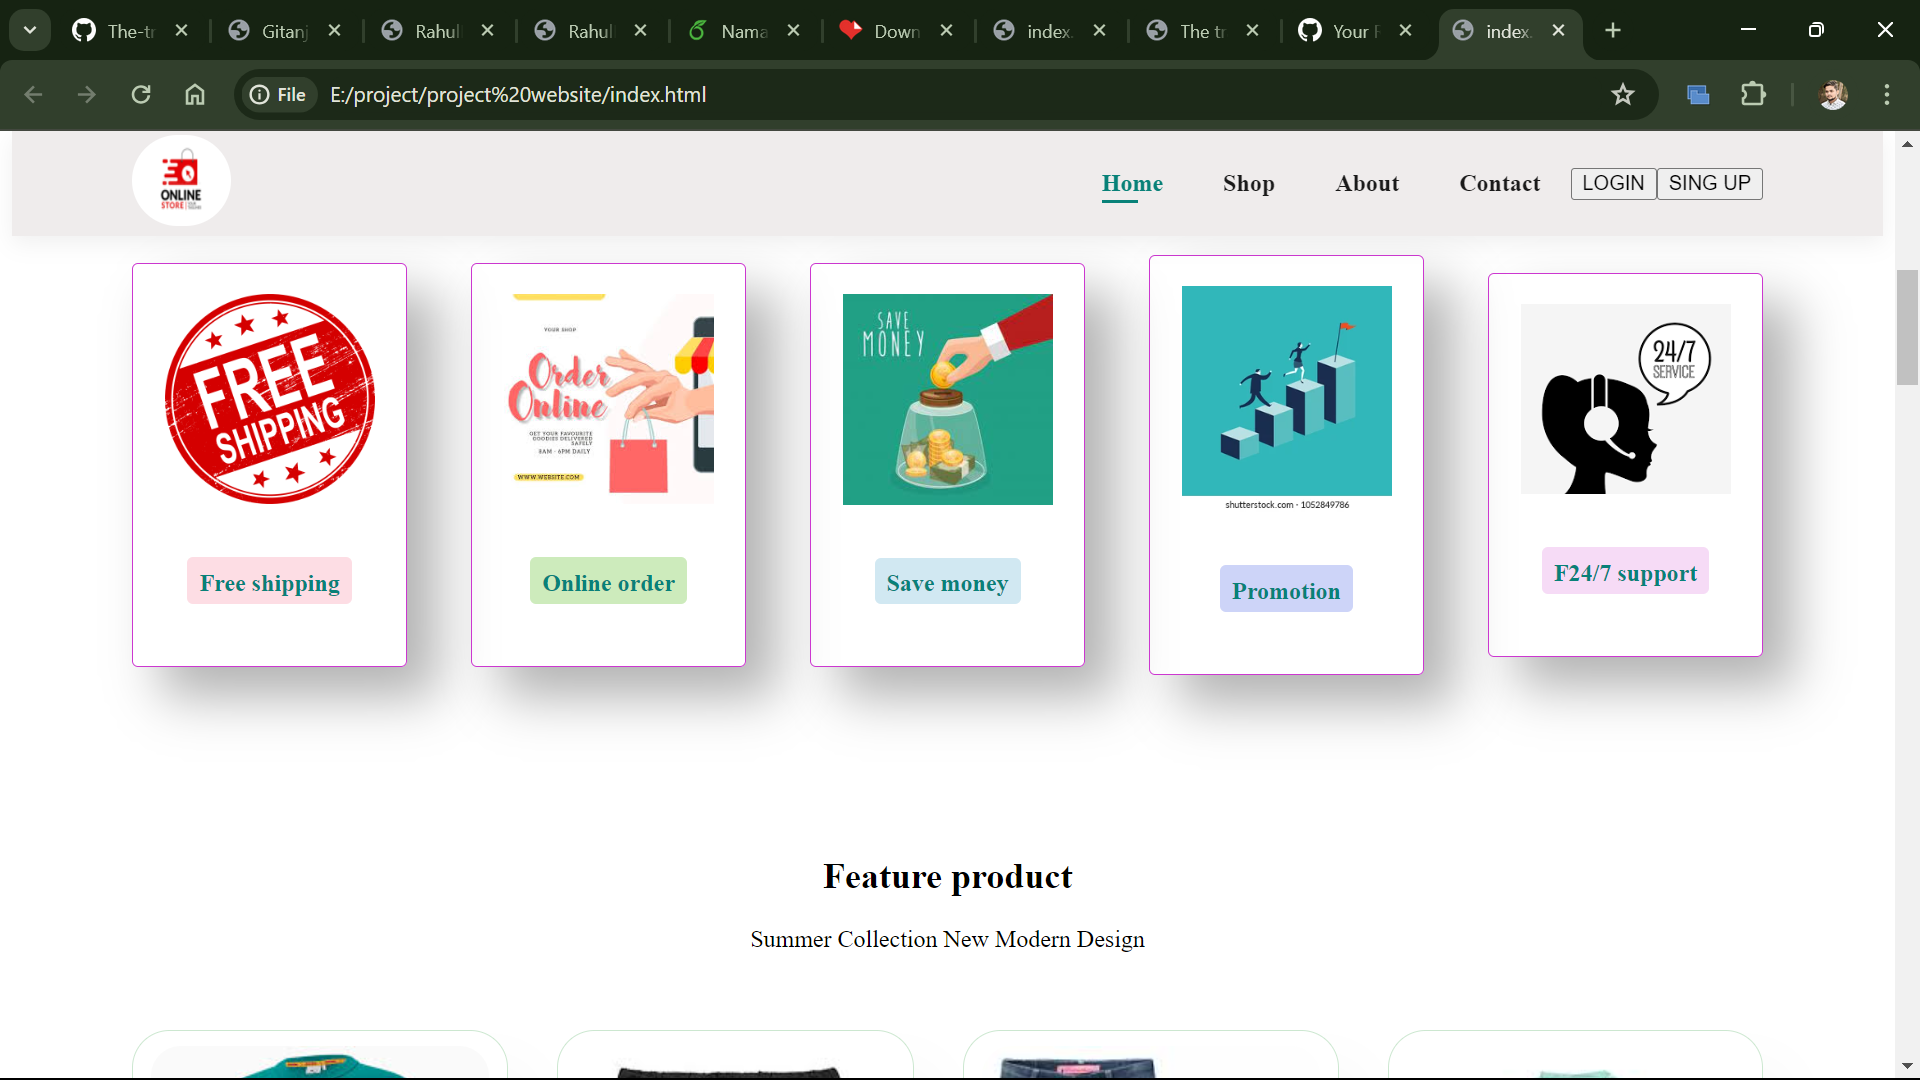 The-tr
Gitanj
Rahul
Rahul
Nama
Down
index.
The tr
Your R
index.
File
E:/project/project%20website/index.html
ONLINE
STORE
Home
Shop
About
Contact
LOGIN
SING UP
FREE
SHIPPING
YOUR SHOP
Order
Online
GET YOUR FAVOURITE
GOODIES DELIVERED
SAFELY
8AM - 6PM DAILY
WWW.WEBSITE.COM
SAVE
MONEY
shutterstock.com · 1052849786
24/7
SERVICE
Free shipping
Online order
Save money
Promotion
F24/7 support
Feature product
Summer Collection New Modern Design